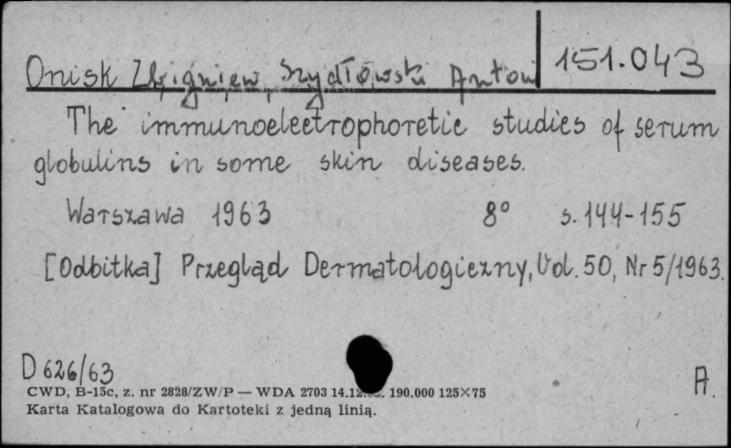 151.043
Onisk Zbigniew, Szydłowski Antoni
The immunoelectrophoretic studies of serum
globulins in some skin diseases.
Warszawa 1963 8° s. 144-155
[Odbitka] Przegląd Dermatologiczny, Vol. 50, Nr 5/1963.
D 626/63
A.
CWD, B-15c, z. nr 2828/ZW/P — WDA 2703 190.000 125×75
Karta Katalogowa do Kartoteki z jedną linią.